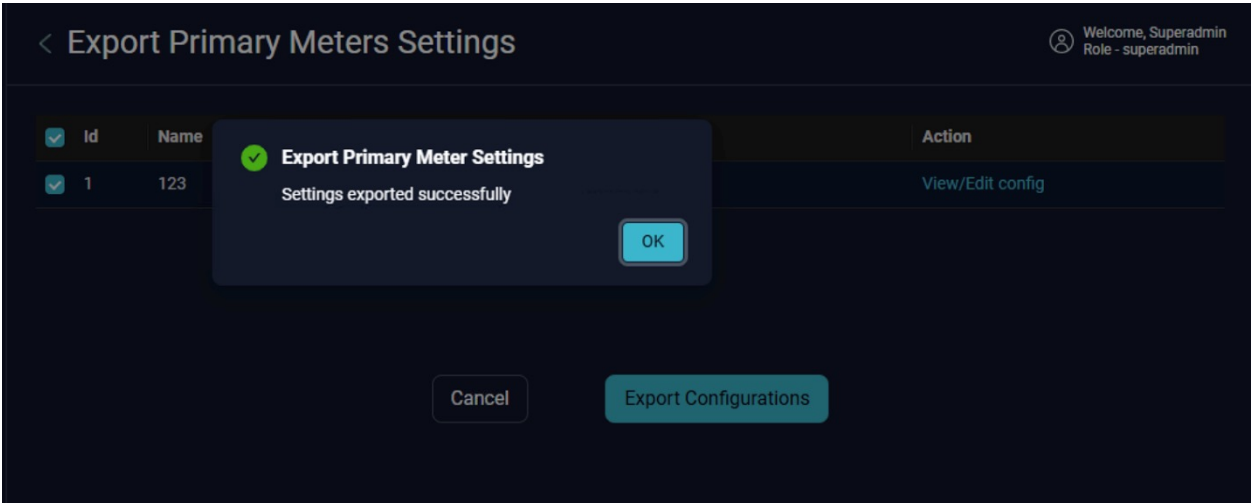 Export Primary Meters Settings
Welcome, Superadmin
Role - superadmin
Id Name Action
1 123 View/Edit config
Export Primary Meter Settings
Settings exported successfully
OK
Cancel Export Configurations